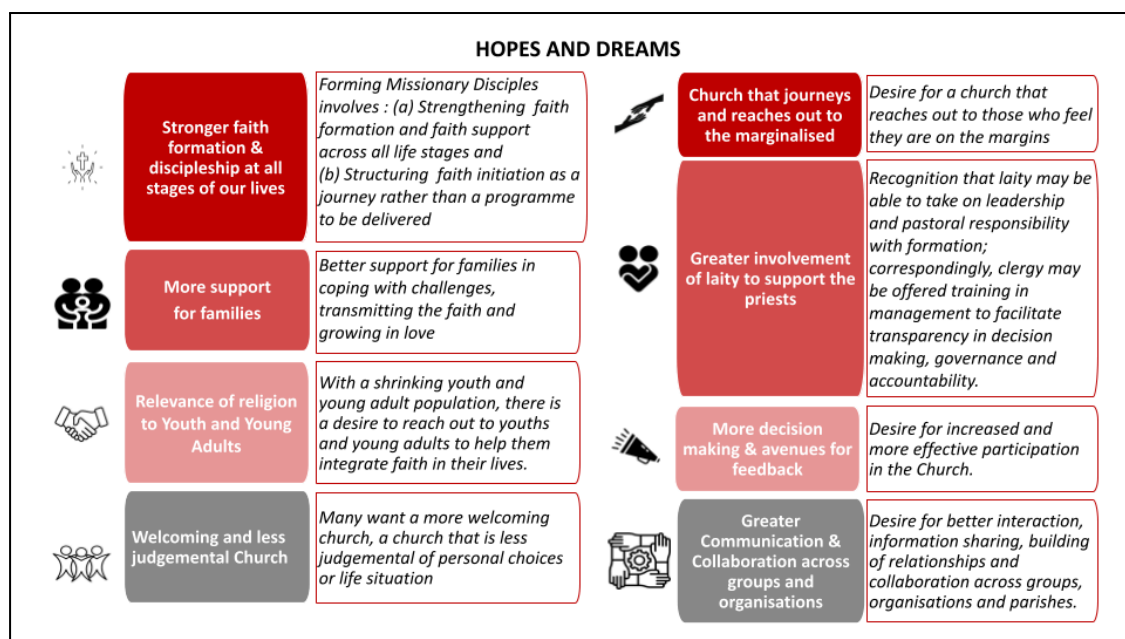 HOPES AND DREAMS
Stronger faith
formation &
discipleship at all
stages of our lives
Forming Missionary Disciples
involves : (a) Strengthening faith
formation and faith support
across all life stages and
(b) Structuring faith initiation as a
journey rather than a programme
to be delivered
More support
for families
Better support for families in
coping with challenges,
transmitting the faith and
growing in love
Relevance of religion
to Youth and Young
Adults
With a shrinking youth and
young adult population, there is
a desire to reach out to youths
and young adults to help them
integrate faith in their lives.
Welcoming and less
judgemental Church
Many want a more welcoming
church, a church that is less
judgemental of personal choices
or life situation
Church that journeys
and reaches out to
the marginalised
Desire for a church that
reaches out to those who feel
they are on the margins
Greater involvement
of laity to support the
priests
Recognition that laity may be
able to take on leadership
and pastoral responsibility
with formation;
correspondingly, clergy may
be offered training in
management to facilitate
transparency in decision
making, governance and
accountability.
More decision
making & avenues for
feedback
Desire for increased and
more effective participation
in the Church.
Greater
Communication &
Collaboration across
groups and
organisations
Desire for better interaction,
information sharing, building
of relationships and
collaboration across groups,
organisations and parishes.